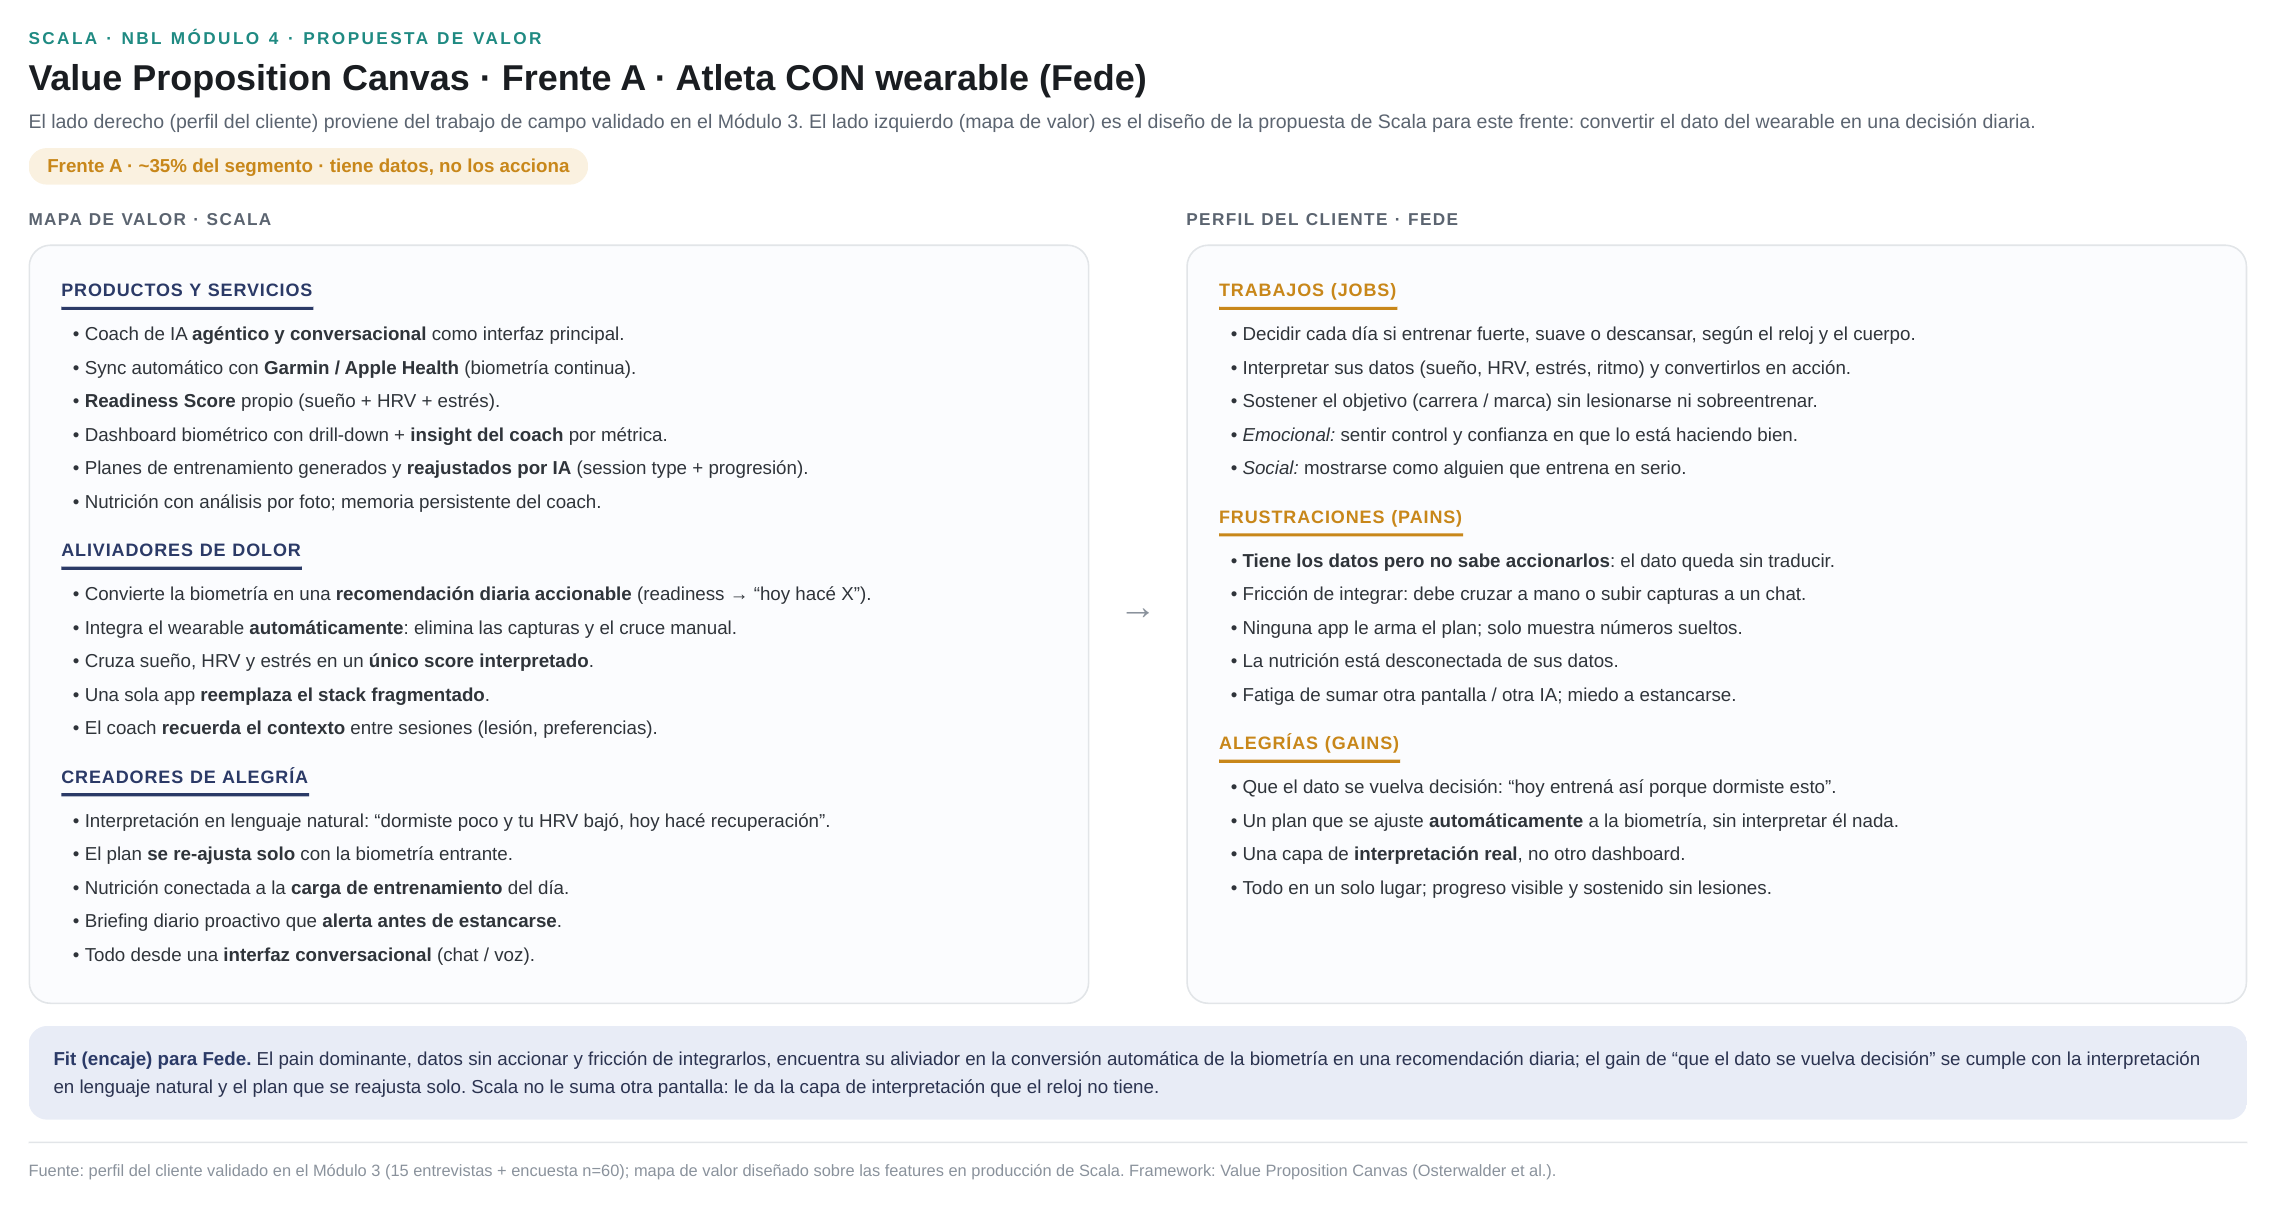 SCALA · NBL MÓDULO 4 · PROPUESTA DE VALOR
Value Proposition Canvas · Frente A · Atleta CON wearable (Fede)
El lado derecho (perfil del cliente) proviene del trabajo de campo validado en el Módulo 3. El lado izquierdo (mapa de valor) es el diseño de la propuesta de Scala para este frente: convertir el dato del wearable en una decisión diaria.
Frente A · ~35% del segmento · tiene datos, no los acciona
MAPA DE VALOR · SCALA
PRODUCTOS Y SERVICIOS
• Coach de IA agéntico y conversacional como interfaz principal.
• Sync automático con Garmin / Apple Health (biometría continua).
• Readiness Score propio (sueño + HRV + estrés).
• Dashboard biométrico con drill-down + insight del coach por métrica.
• Planes de entrenamiento generados y reajustados por IA (session type + progresión).
• Nutrición con análisis por foto; memoria persistente del coach.
ALIVIADORES DE DOLOR
• Convierte la biometría en una recomendación diaria accionable (readiness → “hoy hacé X”).
• Integra el wearable automáticamente: elimina las capturas y el cruce manual.
• Cruza sueño, HRV y estrés en un único score interpretado.
• Una sola app reemplaza el stack fragmentado.
• El coach recuerda el contexto entre sesiones (lesión, preferencias).
CREADORES DE ALEGRÍA
• Interpretación en lenguaje natural: “dormiste poco y tu HRV bajó, hoy hacé recuperación”.
• El plan se re-ajusta solo con la biometría entrante.
• Nutrición conectada a la carga de entrenamiento del día.
• Briefing diario proactivo que alerta antes de estancarse.
• Todo desde una interfaz conversacional (chat / voz).
→
PERFIL DEL CLIENTE · FEDE
TRABAJOS (JOBS)
• Decidir cada día si entrenar fuerte, suave o descansar, según el reloj y el cuerpo.
• Interpretar sus datos (sueño, HRV, estrés, ritmo) y convertirlos en acción.
• Sostener el objetivo (carrera / marca) sin lesionarse ni sobreentrenar.
• Emocional: sentir control y confianza en que lo está haciendo bien.
• Social: mostrarse como alguien que entrena en serio.
FRUSTRACIONES (PAINS)
• Tiene los datos pero no sabe accionarlos: el dato queda sin traducir.
• Fricción de integrar: debe cruzar a mano o subir capturas a un chat.
• Ninguna app le arma el plan; solo muestra números sueltos.
• La nutrición está desconectada de sus datos.
• Fatiga de sumar otra pantalla / otra IA; miedo a estancarse.
ALEGRÍAS (GAINS)
• Que el dato se vuelva decisión: “hoy entrená así porque dormiste esto”.
• Un plan que se ajuste automáticamente a la biometría, sin interpretar él nada.
• Una capa de interpretación real, no otro dashboard.
• Todo en un solo lugar; progreso visible y sostenido sin lesiones.
Fit (encaje) para Fede. El pain dominante, datos sin accionar y fricción de integrarlos, encuentra su aliviador en la conversión automática de la biometría en una recomendación diaria; el gain de “que el dato se vuelva decisión” se cumple con la interpretación
en lenguaje natural y el plan que se reajusta solo. Scala no le suma otra pantalla: le da la capa de interpretación que el reloj no tiene.
Fuente: perfil del cliente validado en el Módulo 3 (15 entrevistas + encuesta n=60); mapa de valor diseñado sobre las features en producción de Scala. Framework: Value Proposition Canvas (Osterwalder et al.).